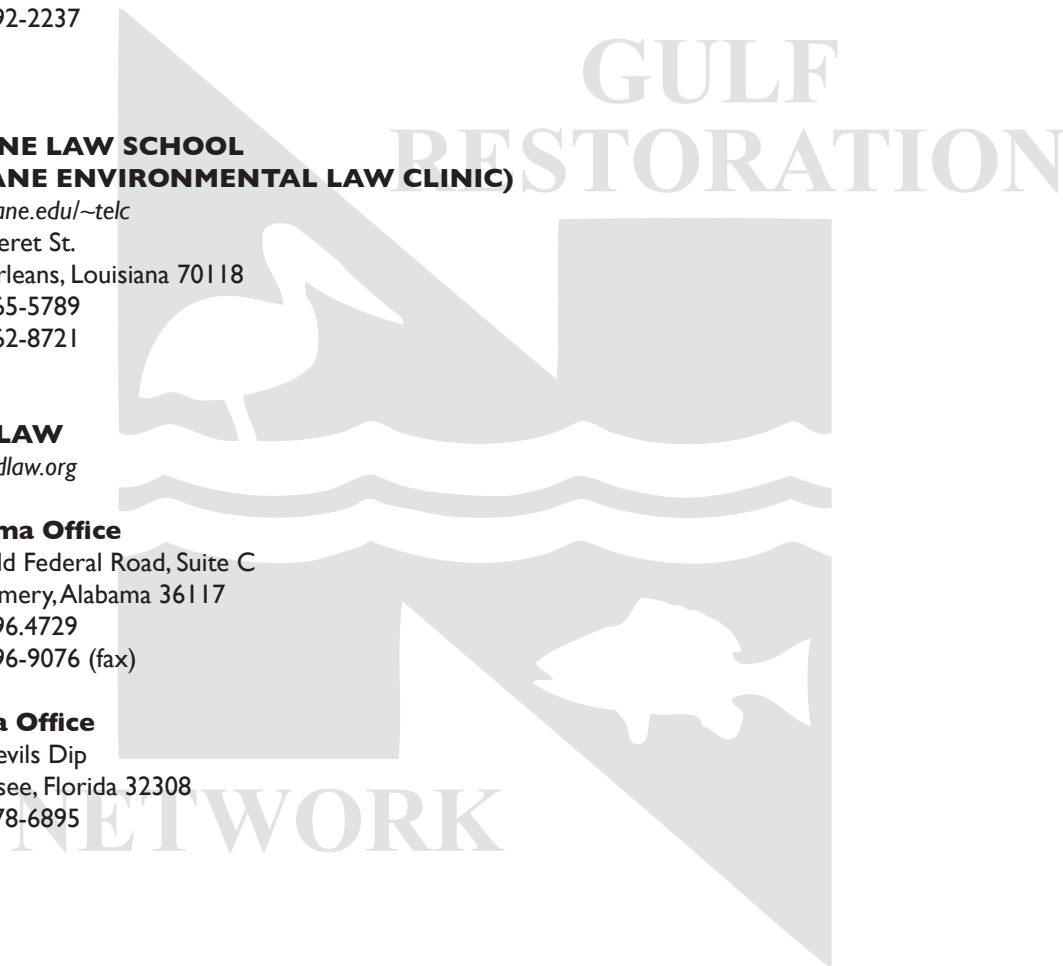 92-2237
GULF
RESTORATION
NE LAW SCHOOL
ANE ENVIRONMENTAL LAW CLINIC)
ane.edu/~telc
eret St.
rleans, Louisiana 70118
65-5789
62-8721
LAW
dlaw.org
ma Office
ld Federal Road, Suite C
mery, Alabama 36117
96.4729
96-9076 (fax)
a Office
evils Dip
see, Florida 32308
78-6895
NETWORK